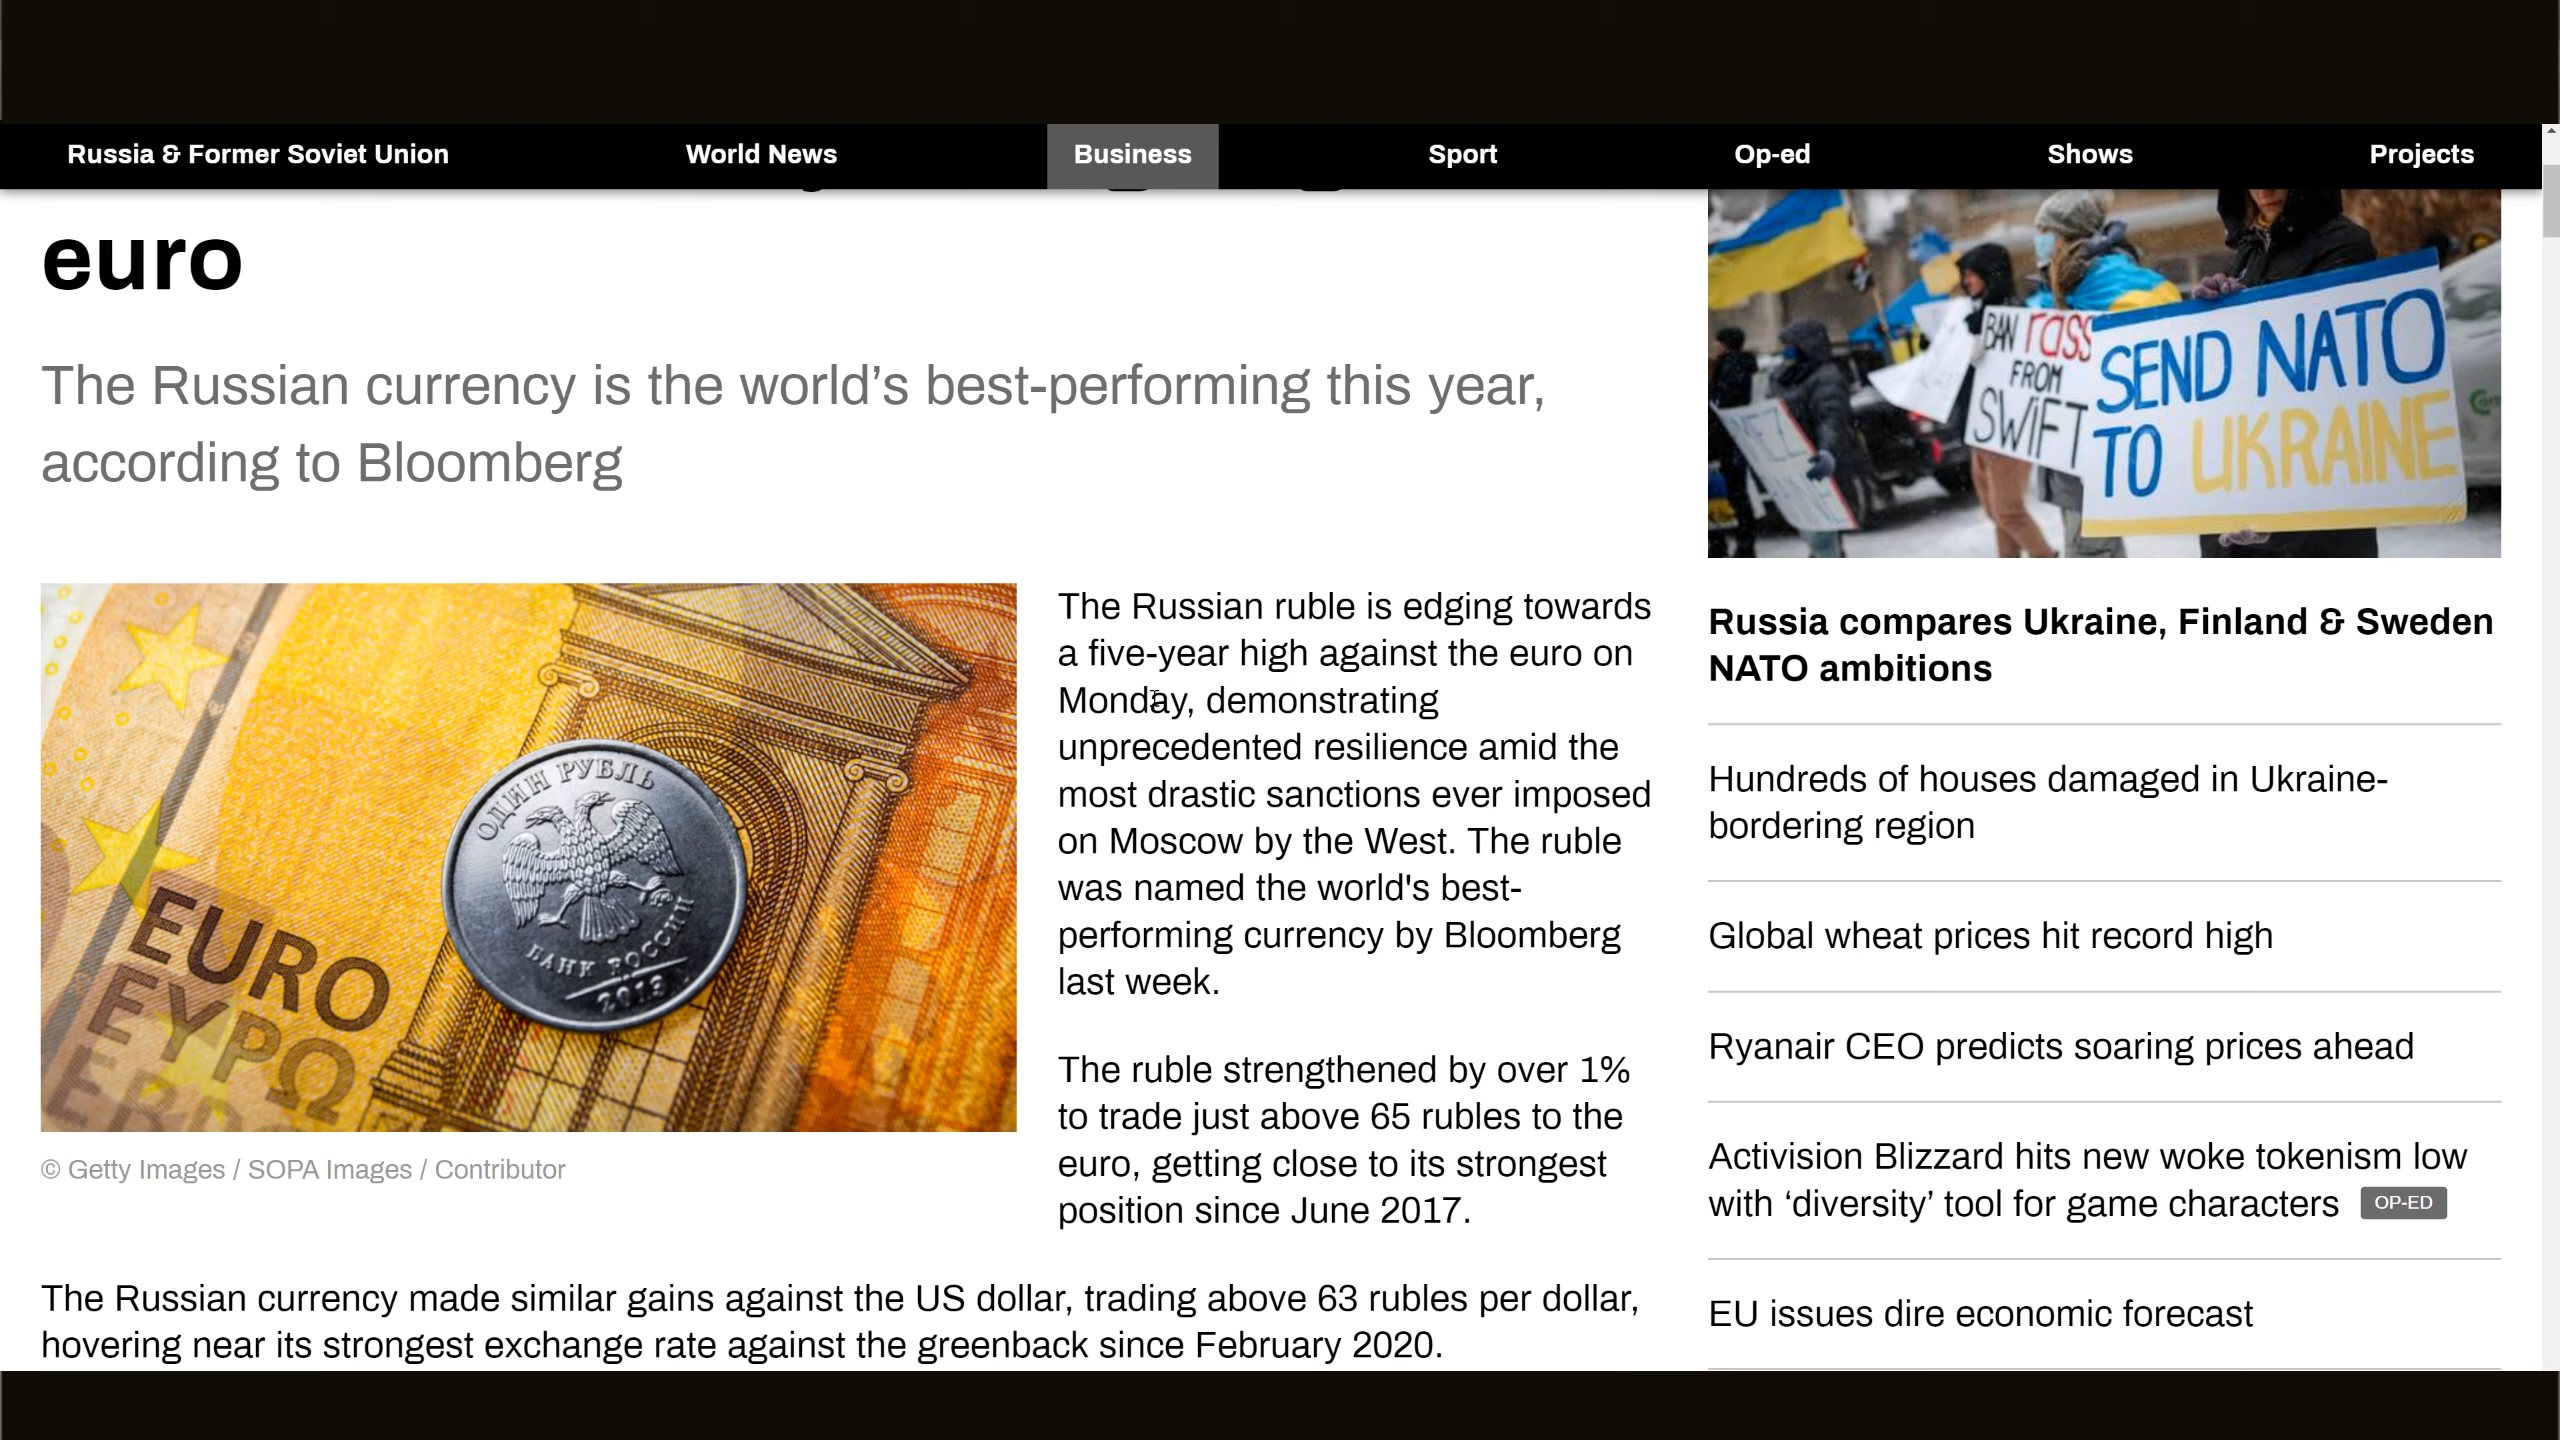 Russia & Former Soviet Union
World News
Business
Sport
Op-ed
Shows
Projects
euro
The Russian currency is the world’s best-performing this year,
according to Bloomberg
EURO
ΕΥΡΩ
ОДИН РУБЛЬ
БАНК РОССИИ
© Getty Images / SOPA Images / Contributor
The Russian ruble is edging towards
a five-year high against the euro on
Monday, demonstrating
unprecedented resilience amid the
most drastic sanctions ever imposed
on Moscow by the West. The ruble
was named the world's best-
performing currency by Bloomberg
last week.
The ruble strengthened by over 1%
to trade just above 65 rubles to the
euro, getting close to its strongest
position since June 2017.
The Russian currency made similar gains against the US dollar, trading above 63 rubles per dollar,
hovering near its strongest exchange rate against the greenback since February 2020.
BAN
FROM
SWiFT
SEND NATO
TO UKRAINE
Russia compares Ukraine, Finland & Sweden
NATO ambitions
Hundreds of houses damaged in Ukraine-
bordering region
Global wheat prices hit record high
Ryanair CEO predicts soaring prices ahead
Activision Blizzard hits new woke tokenism low
with ‘diversity’ tool for game characters OP-ED
EU issues dire economic forecast